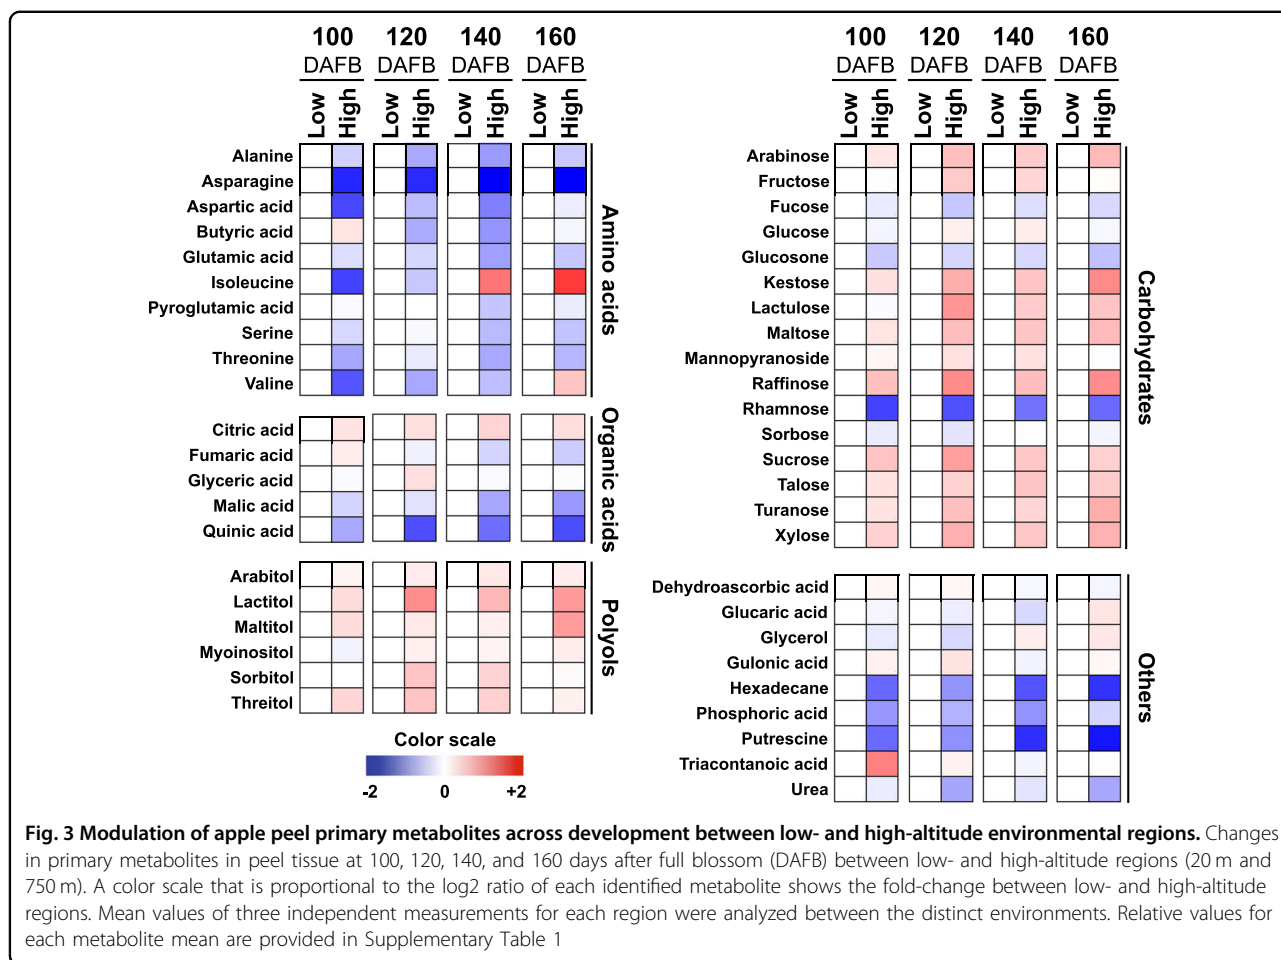 100 120 140 160
DAFB DAFB DAFB DAFB
Low High Low High Low High Low High
Alanine
Asparagine
Aspartic acid
Butyric acid
Glutamic acid
Isoleucine
Pyroglutamic acid
Serine
Threonine
Valine
Amino acids
Citric acid
Fumaric acid
Glyceric acid
Malic acid
Quinic acid
Organic acids
Arabitol
Lactitol
Maltitol
Myoinositol
Sorbitol
Threitol
Polyols
Color scale
-2 0 +2
100 120 140 160
DAFB DAFB DAFB DAFB
Low High Low High Low High Low High
Arabinose
Fructose
Fucose
Glucose
Glucosone
Kestose
Lactulose
Maltose
Mannopyranoside
Raffinose
Rhamnose
Sorbose
Sucrose
Talose
Turanose
Xylose
Carbohydrates
Dehydroascorbic acid
Glucaric acid
Glycerol
Gulonic acid
Hexadecane
Phosphoric acid
Putrescine
Triacontanoic acid
Urea
Others
Fig. 3 Modulation of apple peel primary metabolites across development between low- and high-altitude environmental regions. Changes
in primary metabolites in peel tissue at 100, 120, 140, and 160 days after full blossom (DAFB) between low- and high-altitude regions (20 m and
750 m). A color scale that is proportional to the log2 ratio of each identified metabolite shows the fold-change between low- and high-altitude
regions. Mean values of three independent measurements for each region were analyzed between the distinct environments. Relative values for
each metabolite mean are provided in Supplementary Table 1